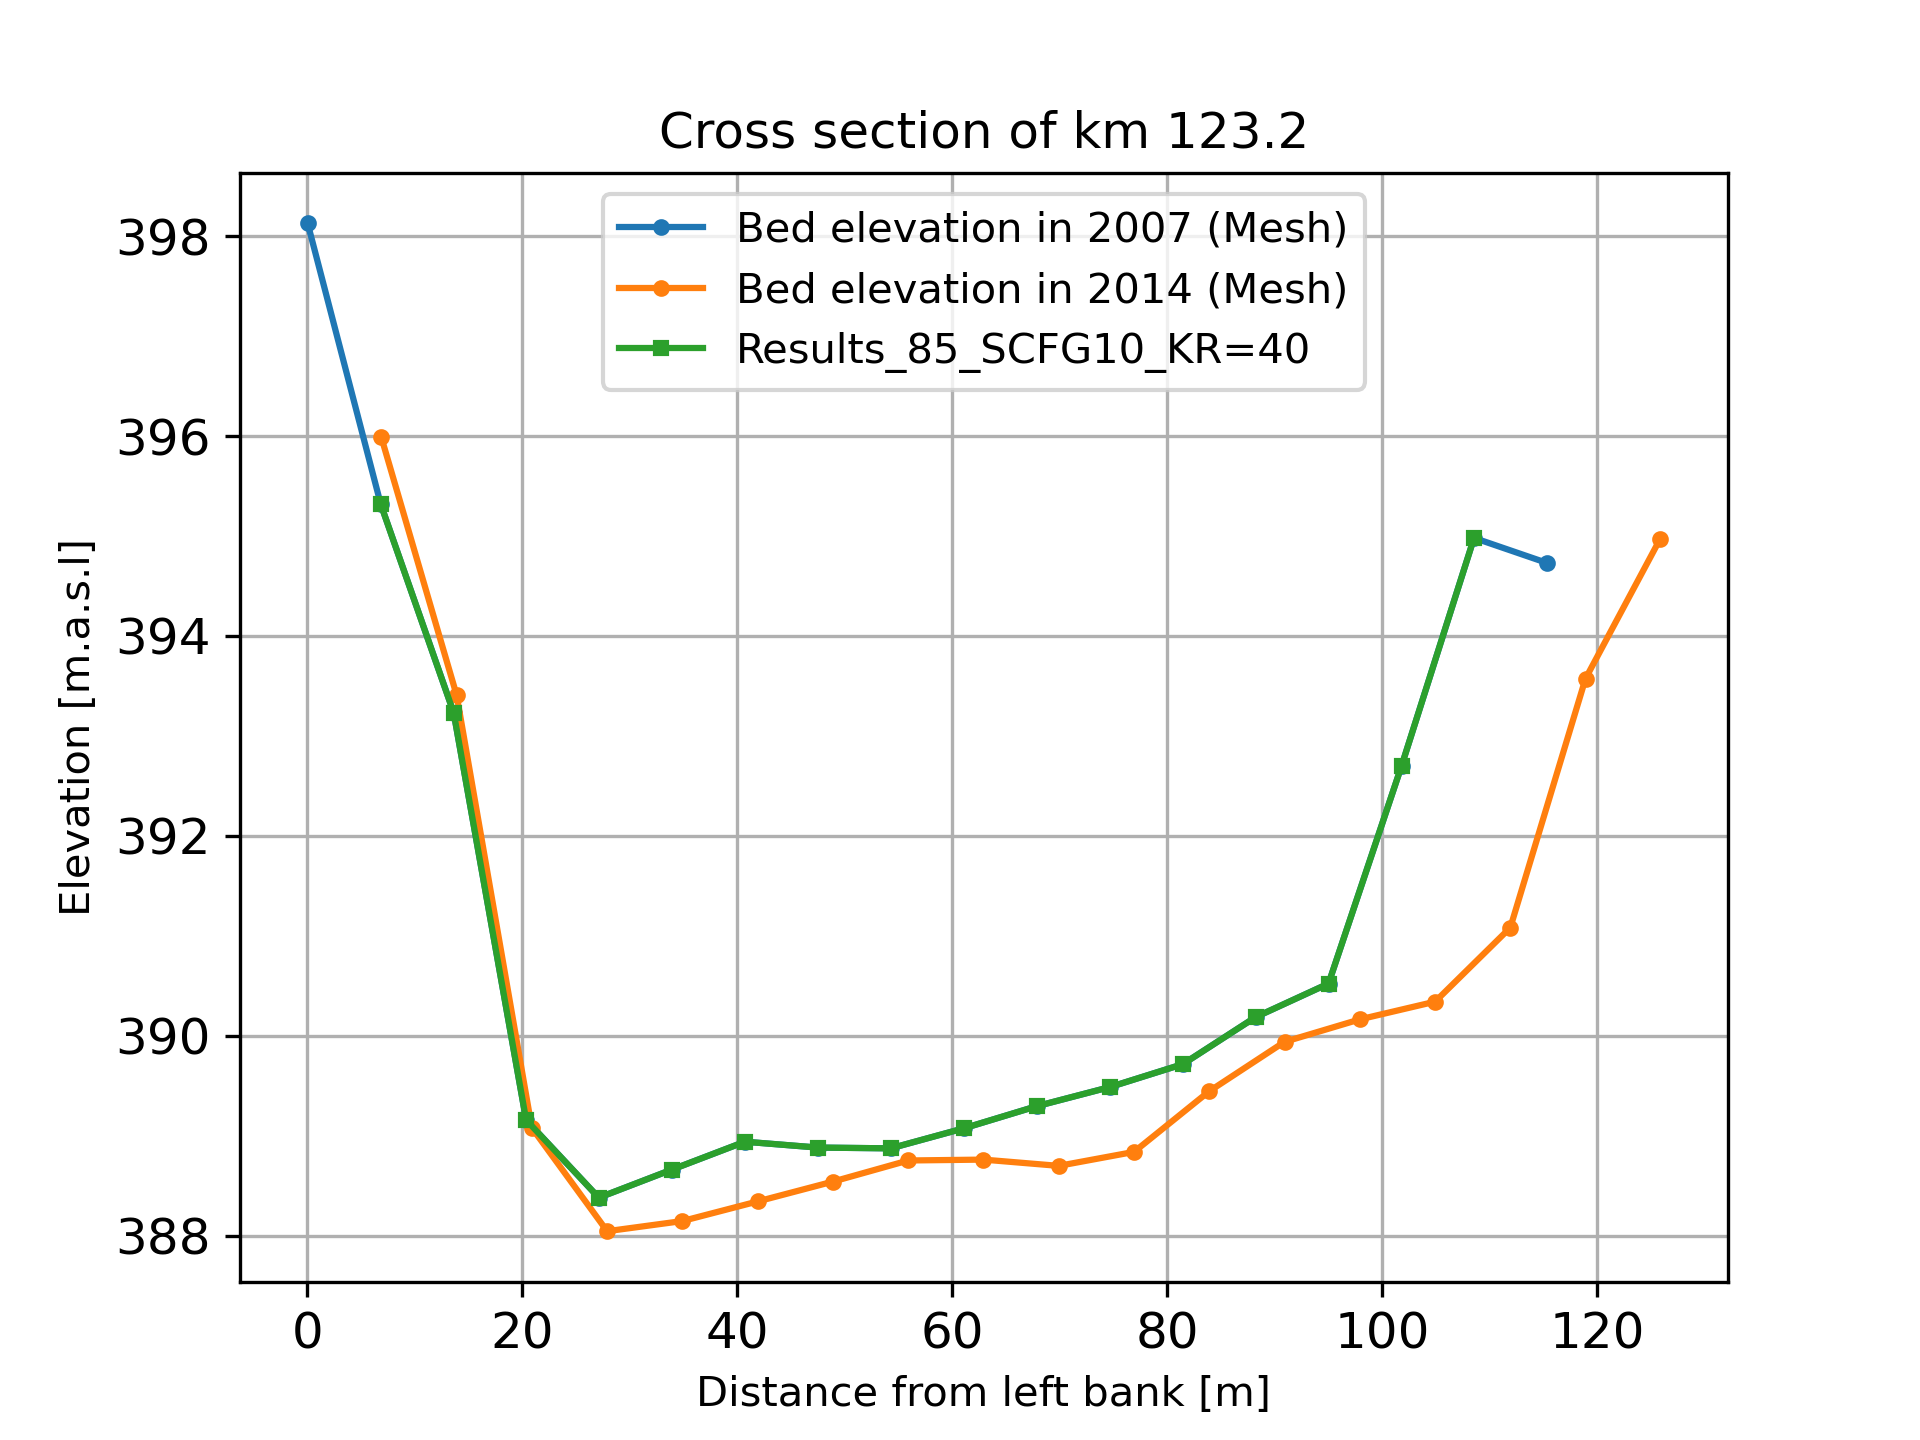 Cross section of km 123.2
Bed elevation in 2007 (Mesh)
Bed elevation in 2014 (Mesh)
Results_85_SCFG10_KR=40
398
396
394
392
390
388
Elevation [m.a.s.l]
0 20 40 60 80 100 120
Distance from left bank [m]